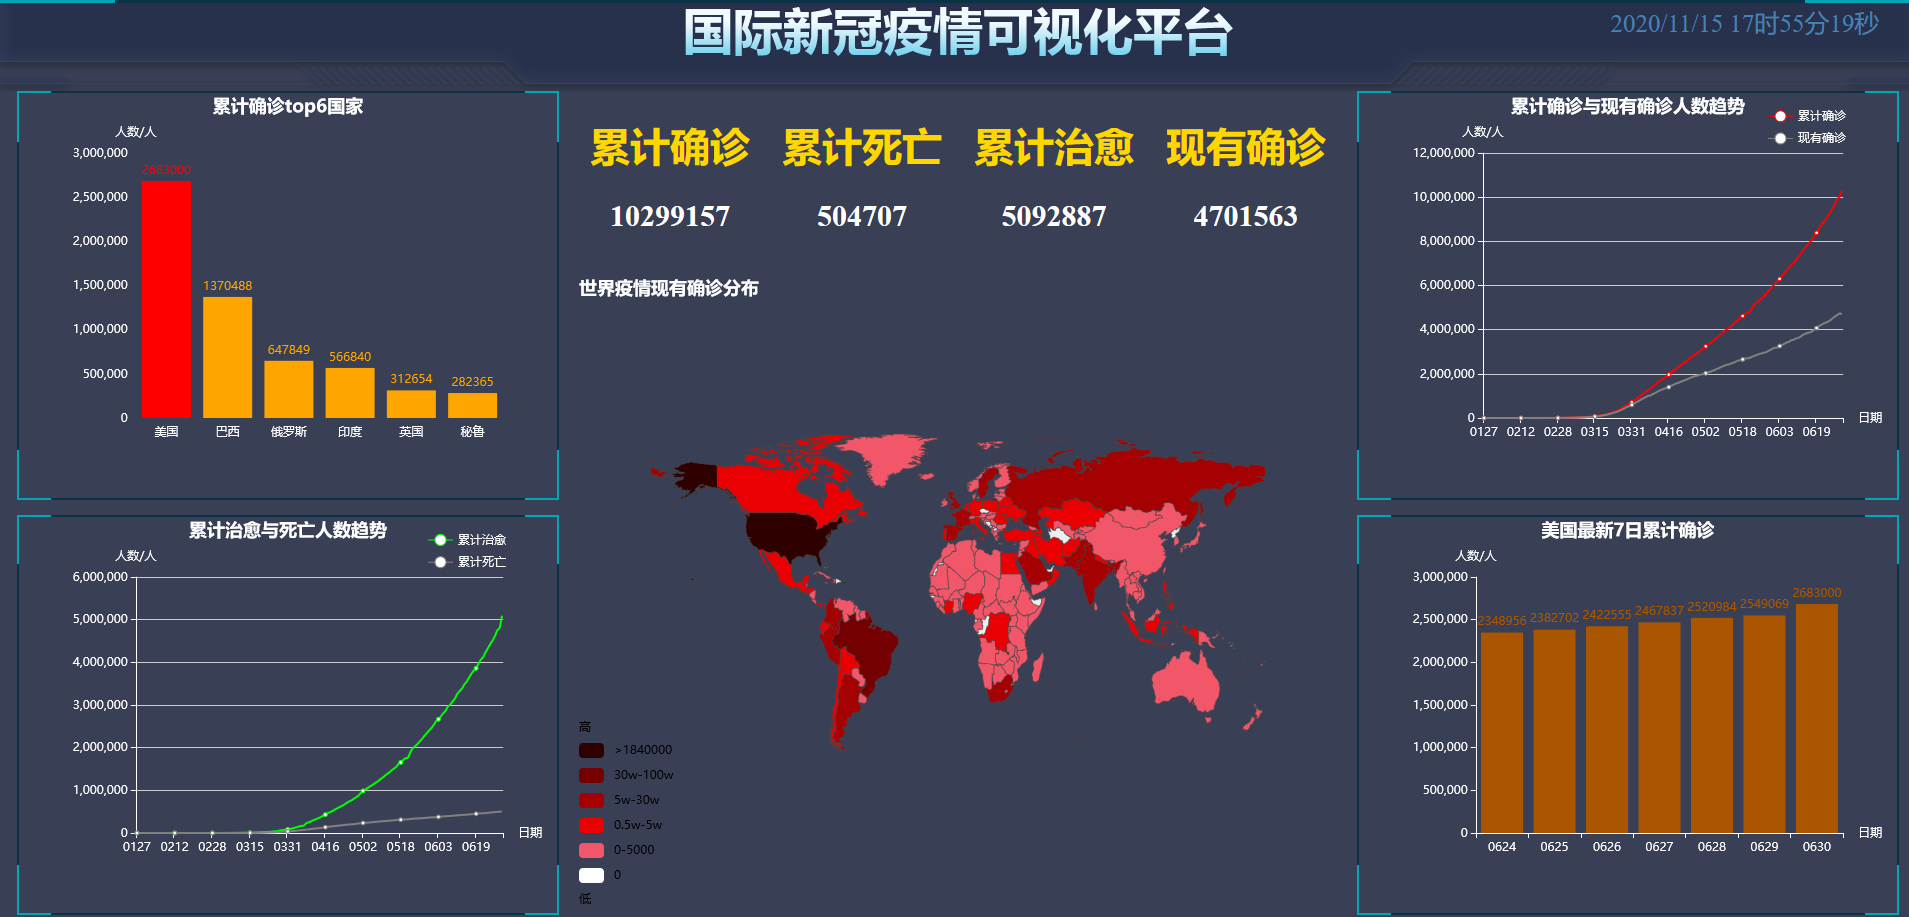 国际新冠疫情可视化平台
2020/11/15 17时55分19秒
累计确诊top6国家
人数/人
3,000,000
2,500,000
2,000,000
1,500,000
1,000,000
500,000
0
2683000
1370488
647849
566840
312654
282365
美国 巴西 俄罗斯 印度 英国 秘鲁
累计治愈与死亡人数趋势
累计治愈
累计死亡
人数/人
6,000,000
5,000,000
4,000,000
3,000,000
2,000,000
1,000,000
0
0127 0212 0228 0315 0331 0416 0502 0518 0603 0619
日期
累计确诊 累计死亡 累计治愈 现有确诊
10299157 504707 5092887 4701563
世界疫情现有确诊分布
高
>1840000
30w-100w
5w-30w
0.5w-5w
0-5000
0
低
累计确诊与现有确诊人数趋势
累计确诊
现有确诊
人数/人
12,000,000
10,000,000
8,000,000
6,000,000
4,000,000
2,000,000
0
0127 0212 0228 0315 0331 0416 0502 0518 0603 0619
日期
美国最新7日累计确诊
人数/人
3,000,000
2,500,000
2,000,000
1,500,000
1,000,000
500,000
0
2348956 2382702 2422555 2467837 2520984 2549069 2683000
0624 0625 0626 0627 0628 0629 0630
日期